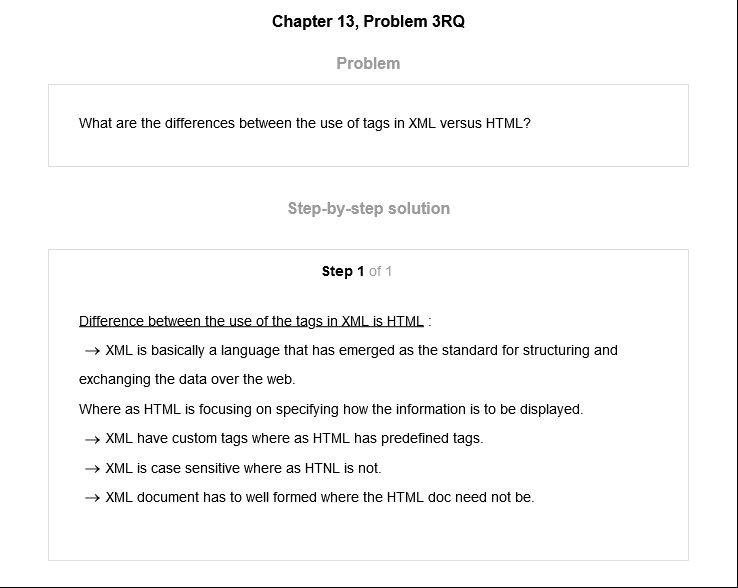 Chapter 13, Problem 3RQ
Problem
What are the differences between the use of tags in XML versus HTML?
Step-by-step solution
Step 1 of 1
Difference between the use of the tags in XML is HTML :
→ XML is basically a language that has emerged as the standard for structuring and
exchanging the data over the web.
Where as HTML is focusing on specifying how the information is to be displayed.
→ XML have custom tags where as HTML has predefined tags.
→ XML is case sensitive where as HTNL is not.
→ XML document has to well formed where the HTML doc need not be.